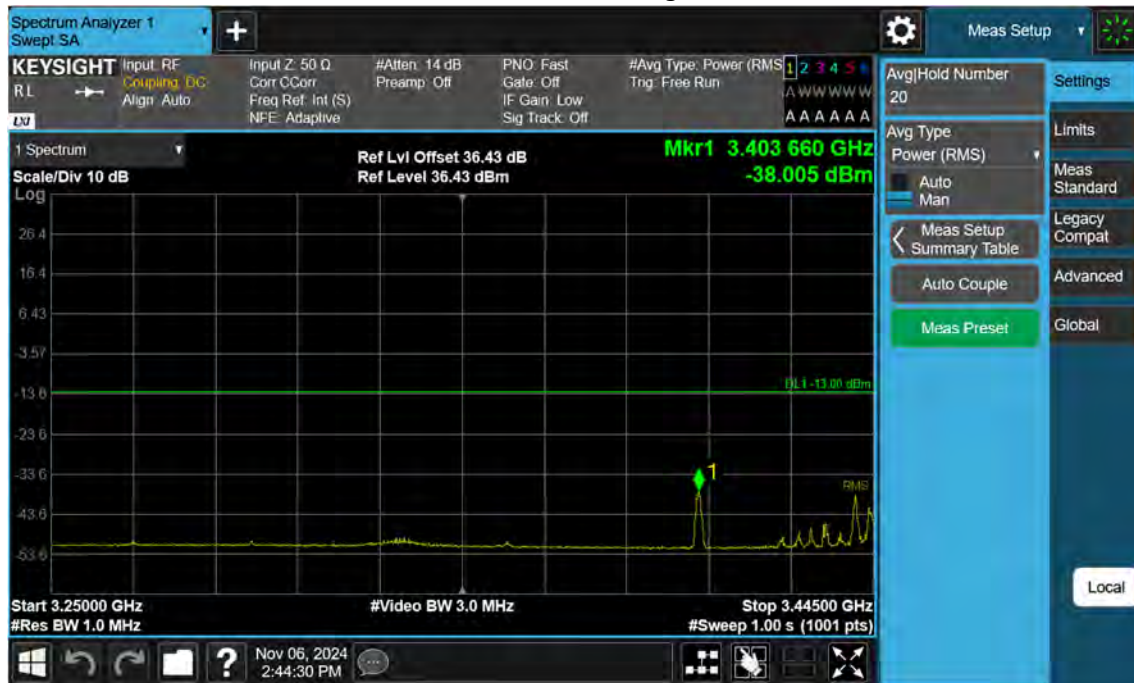 Spectrum Analyzer 1
Swept SA
+
Meas Setup
KEYSIGHT
R L
LXI
Input: RF
Coupling: DC
Align: Auto
Input Z: 50 Ω
Corr CCorr
Freq Ref: Int (S)
NFE: Adaptive
#Atten: 14 dB
Preamp: Off
PNO: Fast
Gate: Off
IF Gain: Low
Sig Track: Off
#Avg Type: Power (RMS
Trig: Free Run
1 2 3 4 5 6
A W W W W W
A A A A A A
1 Spectrum
Scale/Div 10 dB
Log
Ref Lvl Offset 36.43 dB
Ref Level 36.43 dBm
Mkr1 3.403 660 GHz
-38.005 dBm
26.4
16.4
6.43
-3.57
-13.6
-23.6
-33.6
-43.6
-53.6
DL1 -13.00 dBm
1
RMS
Start 3.25000 GHz
#Res BW 1.0 MHz
#Video BW 3.0 MHz
Stop 3.44500 GHz
#Sweep 1.00 s (1001 pts)
?
Nov 06, 2024
2:44:30 PM
Avg|Hold Number
20
Avg Type
Power (RMS)
Auto
Man
Meas Setup
Summary Table
Auto Couple
Meas Preset
Settings
Limits
Meas
Standard
Legacy
Compat
Advanced
Global
Local